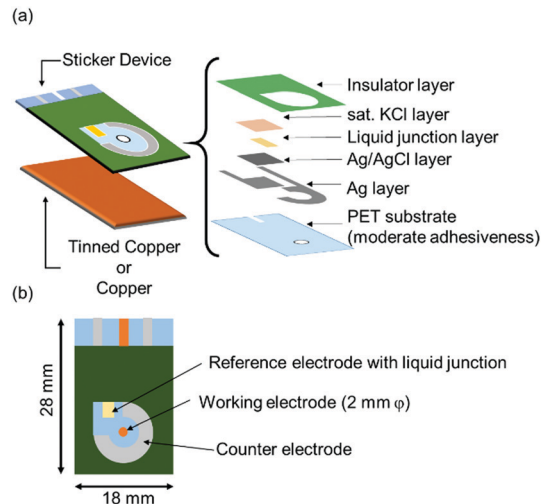 (a)
Sticker Device
Insulator layer
sat. KCl layer
Liquid junction layer
Ag/AgCl layer
Ag layer
PET substrate
(moderate adhesiveness)
Tinned Copper
or
Copper
(b)
28 mm
Reference electrode with liquid junction
Working electrode (2 mm φ)
Counter electrode
18 mm